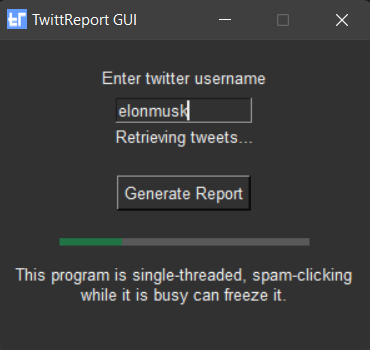 TwittReport GUI
Enter twitter username
elonmusk
Retrieving tweets...
Generate Report
This program is single-threaded, spam-clicking
while it is busy can freeze it.